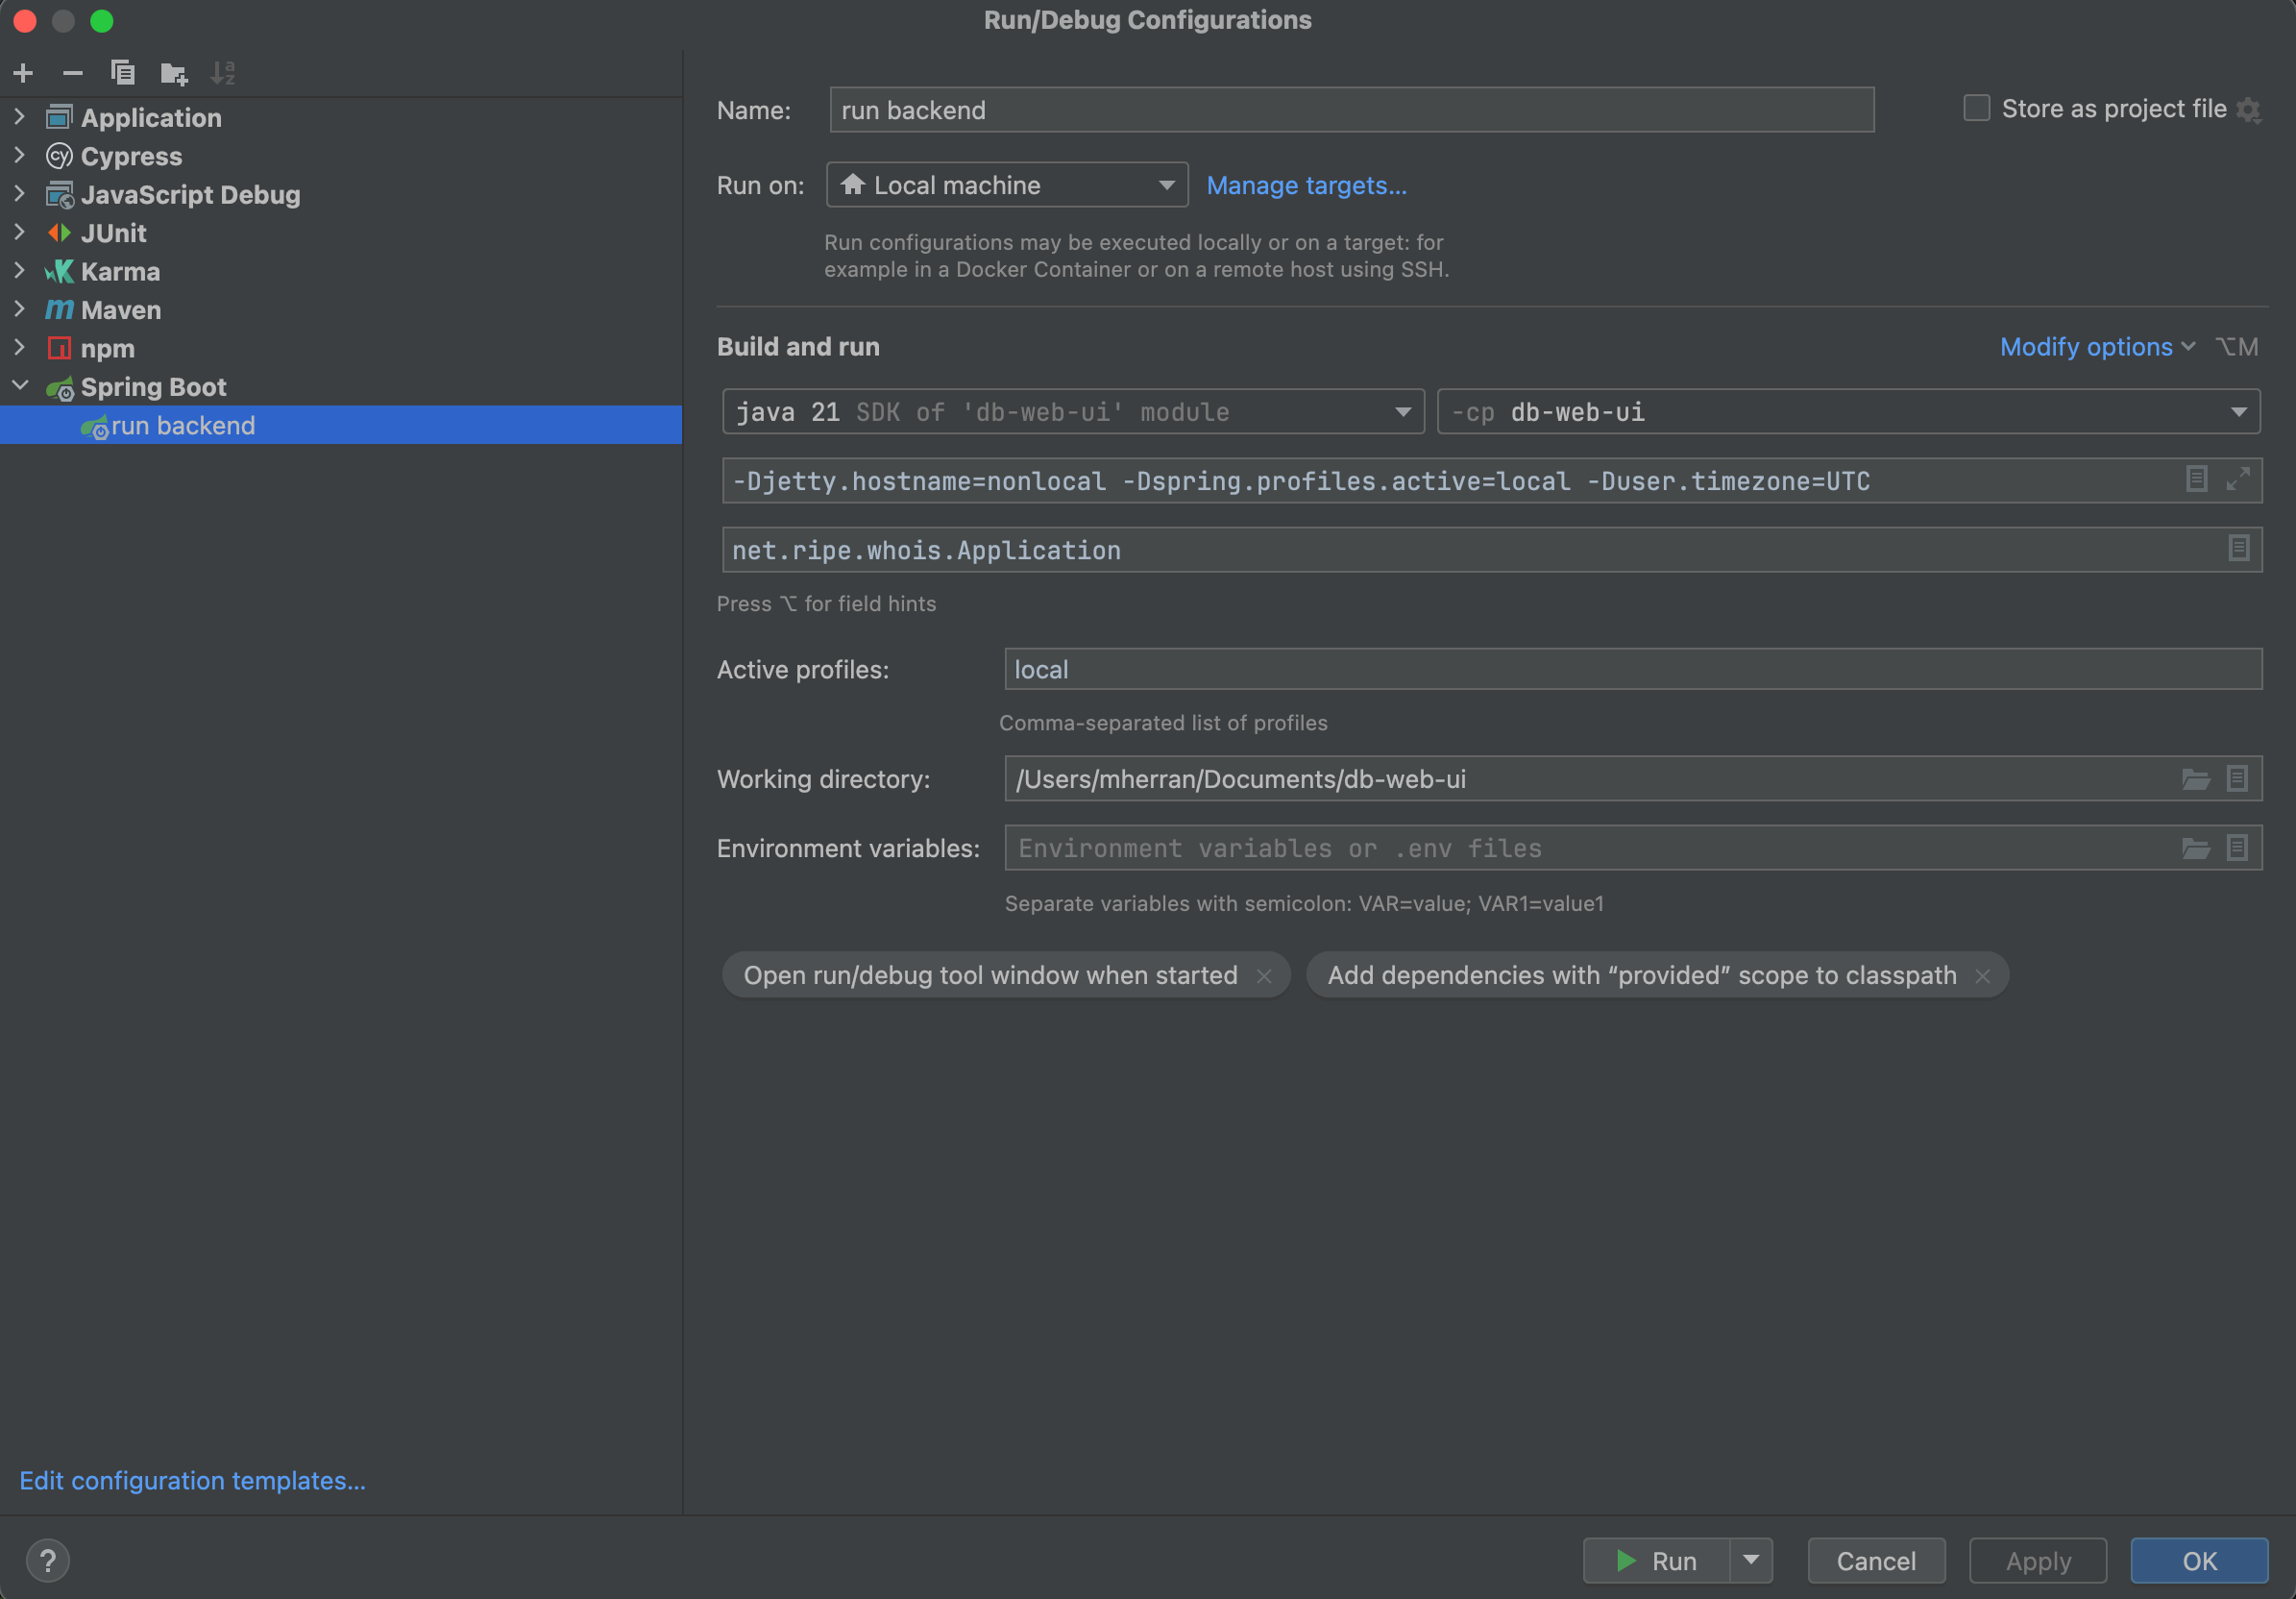 Run/Debug Configurations
Application
Cypress
JavaScript Debug
JUnit
Karma
Maven
npm
Spring Boot
run backend
Edit configuration templates...
Name: run backend
Store as project file
Run on: Local machine Manage targets...
Run configurations may be executed locally or on a target: for
example in a Docker Container or on a remote host using SSH.
Build and run
Modify options ⌥M
java 21 SDK of 'db-web-ui' module
-cp db-web-ui
-Djetty.hostname=nonlocal -Dspring.profiles.active=local -Duser.timezone=UTC
net.ripe.whois.Application
Press ⌥ for field hints
Active profiles: local
Comma-separated list of profiles
Working directory: /Users/mherran/Documents/db-web-ui
Environment variables: Environment variables or .env files
Separate variables with semicolon: VAR=value; VAR1=value1
Open run/debug tool window when started ×
Add dependencies with “provided” scope to classpath ×
? Run Cancel Apply OK